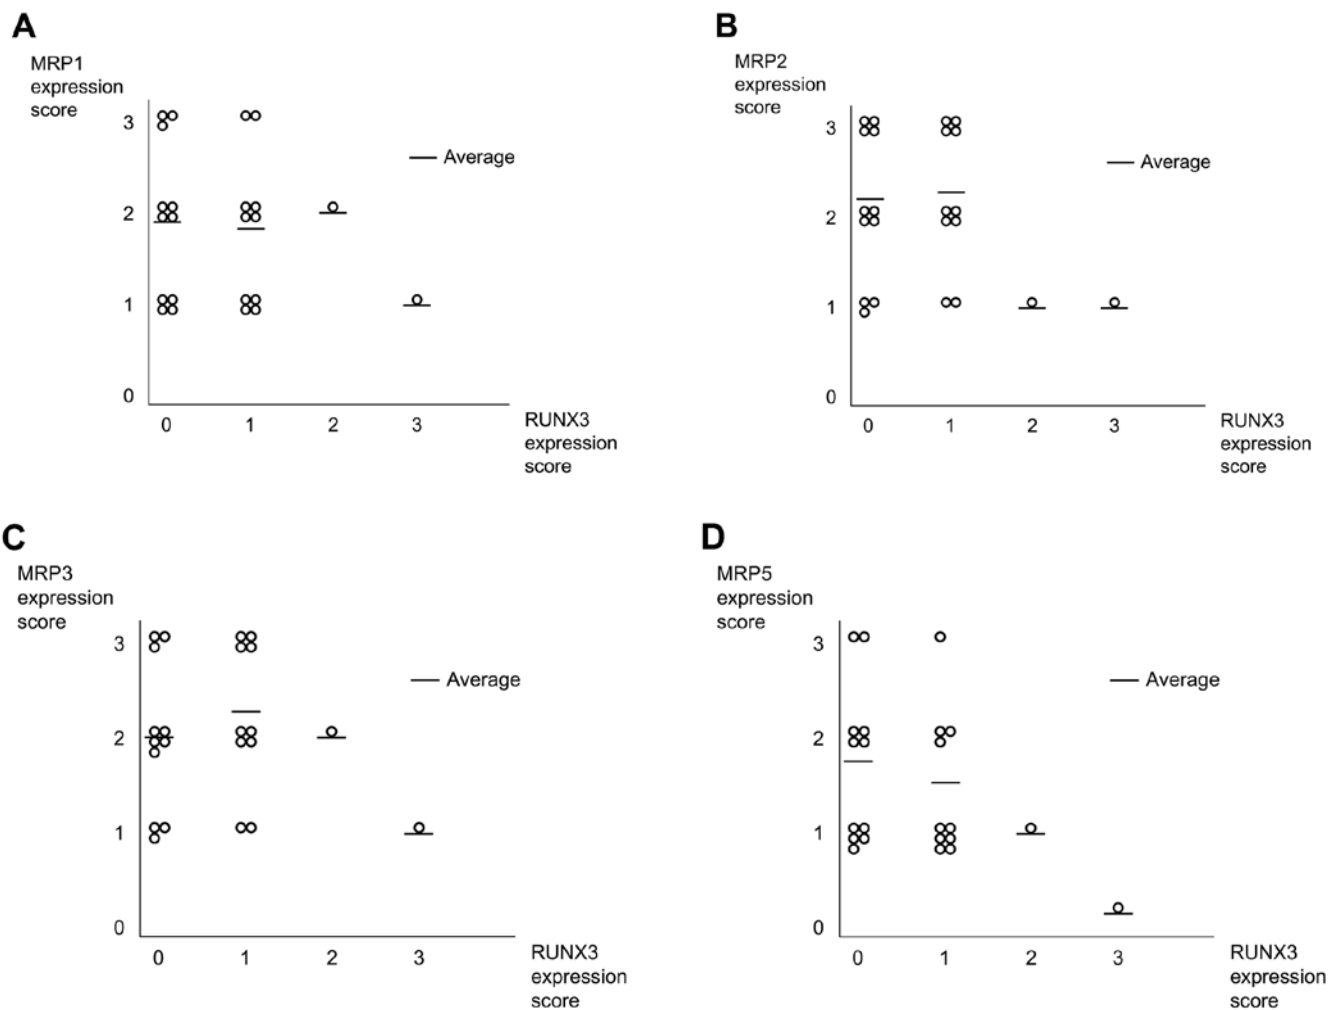 A
MRP1
expression
score
3
2
1
0
Average
0 1 2 3
RUNX3
expression
score
B
MRP2
expression
score
3
2
1
0
Average
0 1 2 3
RUNX3
expression
score
C
MRP3
expression
score
3
2
1
0
Average
0 1 2 3
RUNX3
expression
score
D
MRP5
expression
score
3
2
1
0
Average
0 1 2 3
RUNX3
expression
score